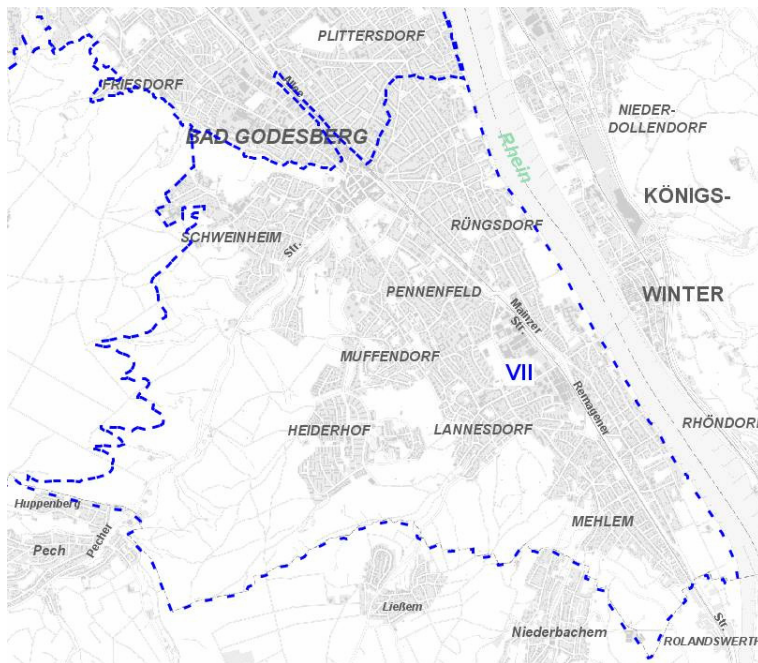 PLITTERSDORF
FRIESDORF
Allee
NIEDER-
DOLLENDORF
BAD GODESBERG
Rhein
KÖNIGS-
RÜNGSDORF
SCHWEINHEIM
Str.
PENNENFELD
WINTER
Mainzer
Str.
MUFFENDORF
VII
Remagener
HEIDERHOF
LANNESDORF
RHÖNDORF
Huppenberg
MEHLEM
Pech
Pecher
Ließem
Niederbachem
Str.
ROLANDSWERTH